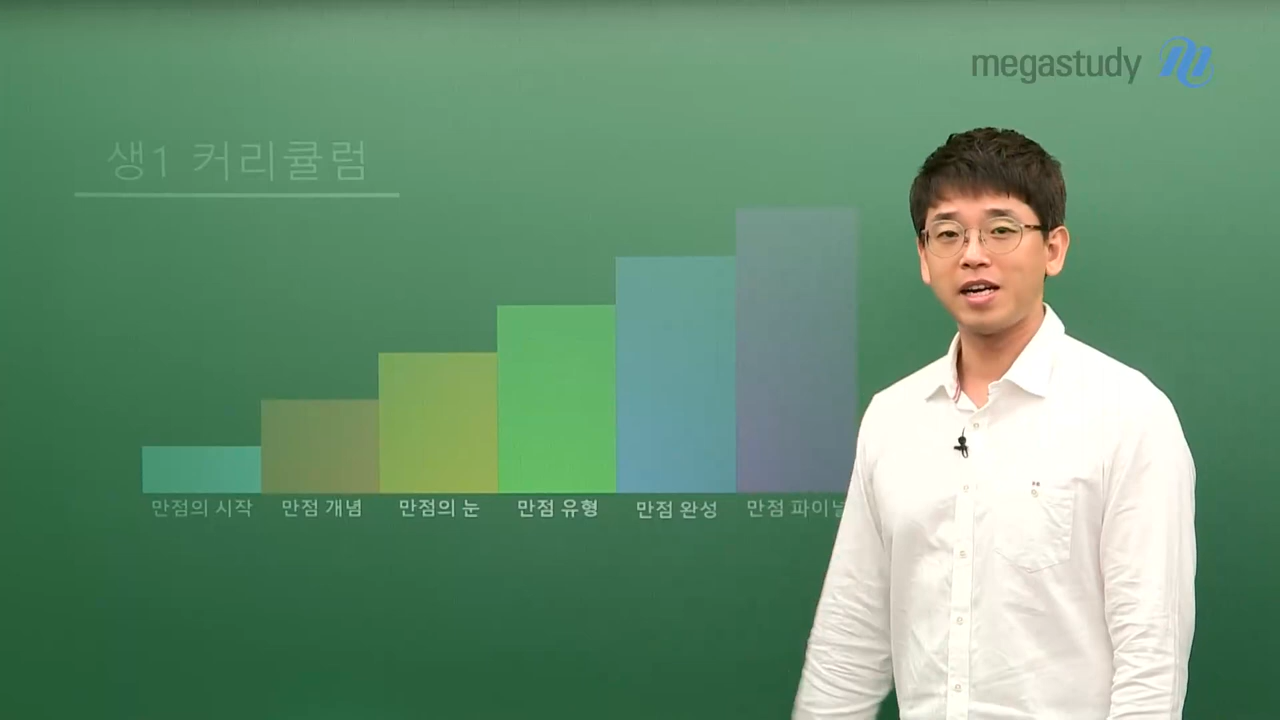 megastudy
생1 커리큘럼
만점의 시작 만점 개념 만점의 눈 만점 유형 만점 완성 만점 파이널